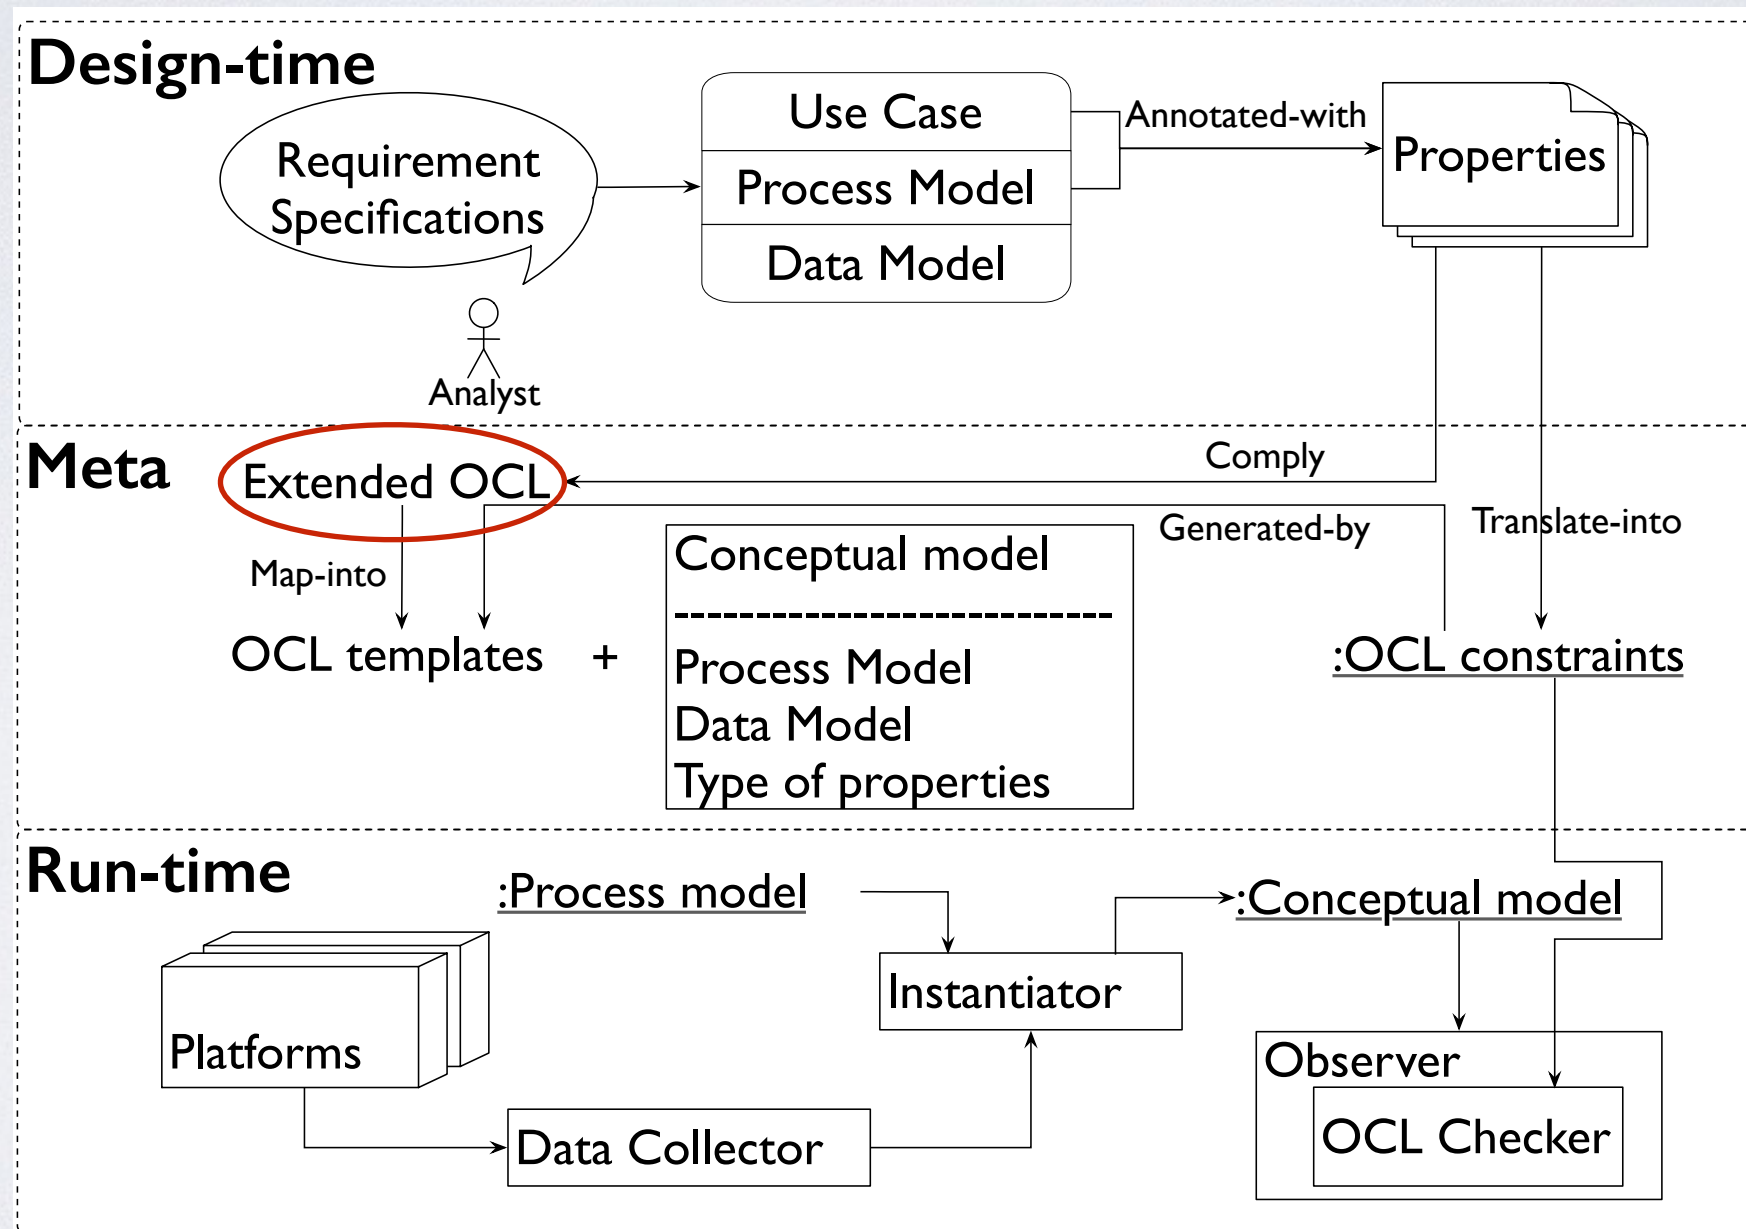 Design-time
Requirement
Specifications
Analyst
Use Case
Process Model
Data Model
Annotated-with
Properties
Meta
Extended OCL
Comply
Generated-by
Translate-into
Map-into
OCL templates +
Conceptual model
----------------------------
Process Model
Data Model
Type of properties
:OCL constraints
Run-time
:Process model
:Conceptual model
Instantiator
Platforms
Data Collector
Observer
OCL Checker